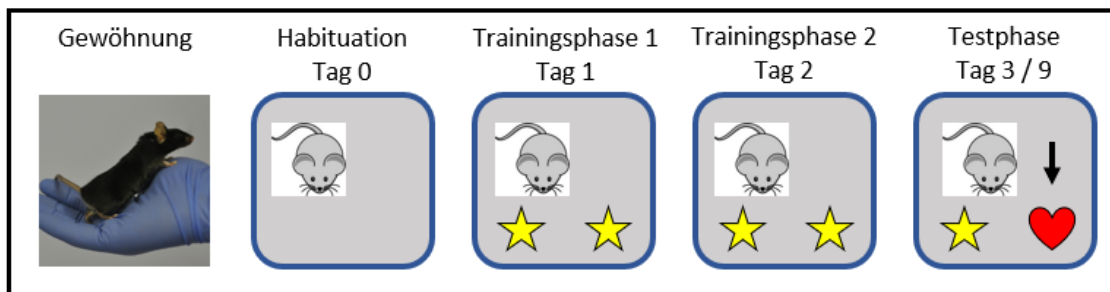 Gewöhnung
Habituation
Tag 0
Trainingsphase 1
Tag 1
Trainingsphase 2
Tag 2
Testphase
Tag 3 / 9